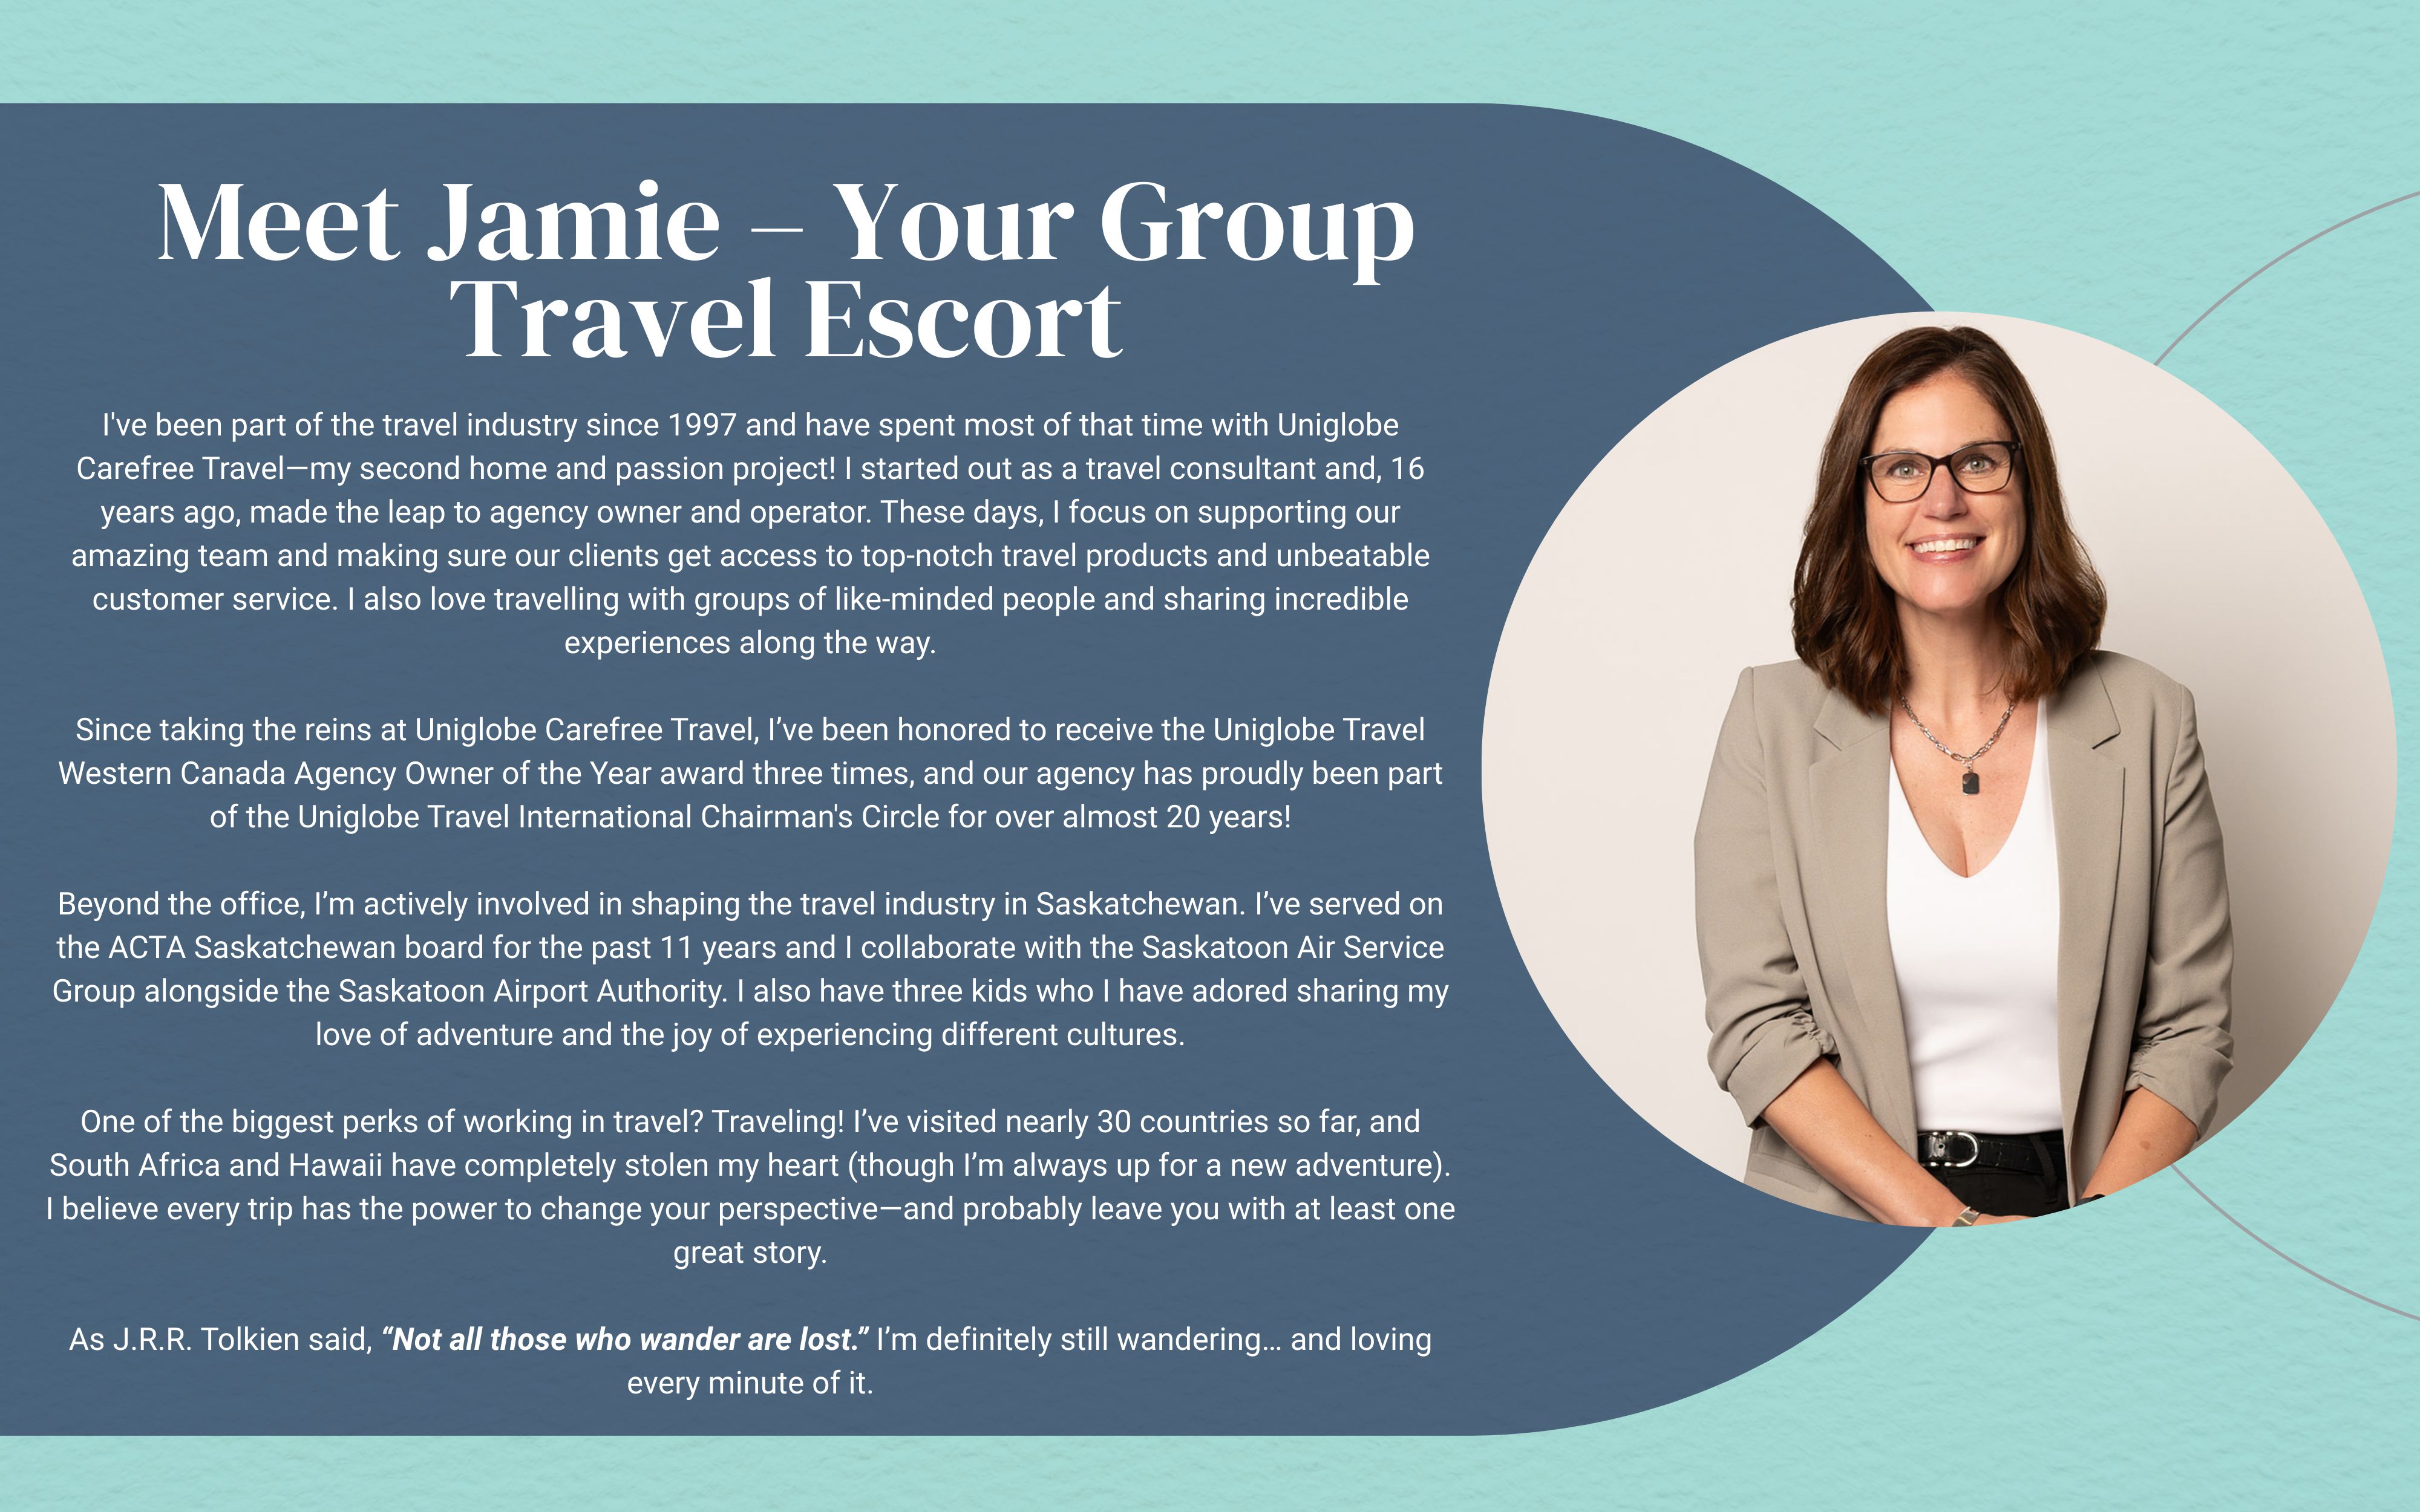 Meet Jamie – Your Group
Travel Escort
I've been part of the travel industry since 1997 and have spent most of that time with Uniglobe
Carefree Travel—my second home and passion project! I started out as a travel consultant and, 16
years ago, made the leap to agency owner and operator. These days, I focus on supporting our
amazing team and making sure our clients get access to top-notch travel products and unbeatable
customer service. I also love travelling with groups of like-minded people and sharing incredible
experiences along the way.
Since taking the reins at Uniglobe Carefree Travel, I’ve been honored to receive the Uniglobe Travel
Western Canada Agency Owner of the Year award three times, and our agency has proudly been part
of the Uniglobe Travel International Chairman's Circle for over almost 20 years!
Beyond the office, I’m actively involved in shaping the travel industry in Saskatchewan. I’ve served on
the ACTA Saskatchewan board for the past 11 years and I collaborate with the Saskatoon Air Service
Group alongside the Saskatoon Airport Authority. I also have three kids who I have adored sharing my
love of adventure and the joy of experiencing different cultures.
One of the biggest perks of working in travel? Traveling! I’ve visited nearly 30 countries so far, and
South Africa and Hawaii have completely stolen my heart (though I’m always up for a new adventure).
I believe every trip has the power to change your perspective—and probably leave you with at least one
great story.
As J.R.R. Tolkien said, “Not all those who wander are lost.” I’m definitely still wandering… and loving
every minute of it.